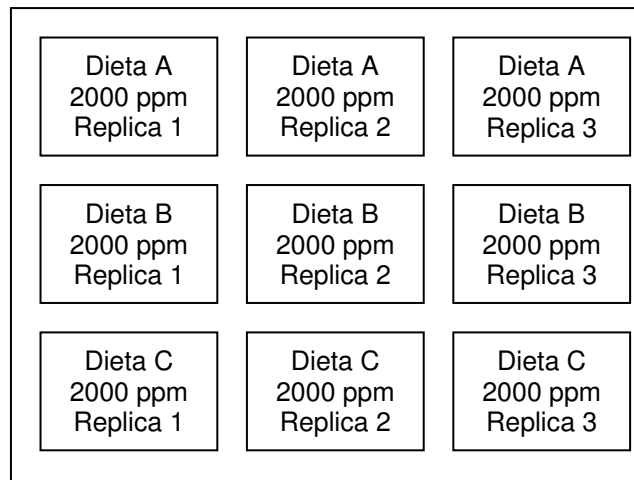 Dieta A
2000 ppm
Replica 1
Dieta A
2000 ppm
Replica 2
Dieta A
2000 ppm
Replica 3
Dieta B
2000 ppm
Replica 1
Dieta B
2000 ppm
Replica 2
Dieta B
2000 ppm
Replica 3
Dieta C
2000 ppm
Replica 1
Dieta C
2000 ppm
Replica 2
Dieta C
2000 ppm
Replica 3